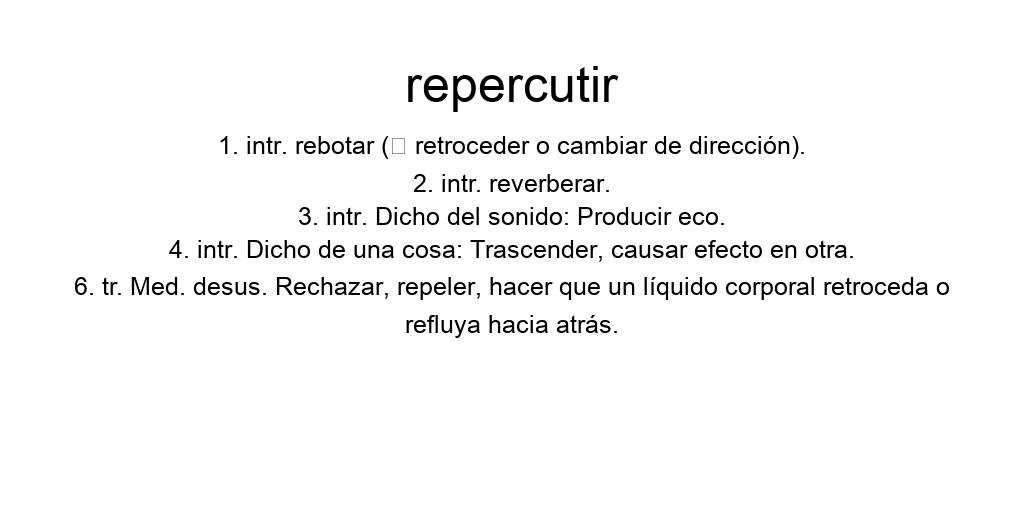 repercutir
1. intr. rebotar (□ retroceder o cambiar de dirección).
2. intr. reverberar.
3. intr. Dicho del sonido: Producir eco.
4. intr. Dicho de una cosa: Trascender, causar efecto en otra.
6. tr. Med. desus. Rechazar, repeler, hacer que un líquido corporal retroceda o
refluya hacia atrás.